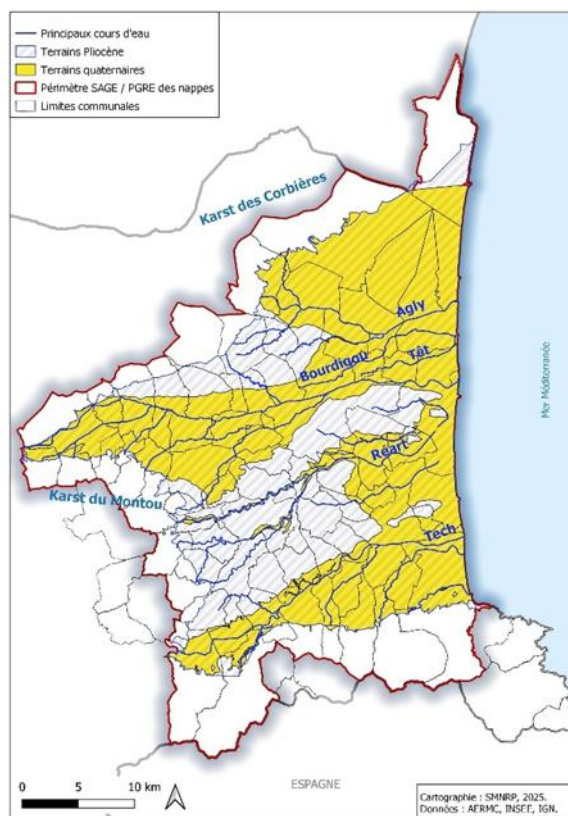 Principaux cours d'eau
Terrains Pliocène
Terrains quaternaires
Périmètre SAGE / PGRE des nappes
Limites communales
Karst des Corbières
Agly
Bourdigou
Têt
Mer Méditerranée
Réart
Karst du Montou
Tech
0 5 10 km
ESPAGNE
Cartographie : SMNRP, 2025.
Données : AERMC, INSEE, IGN.